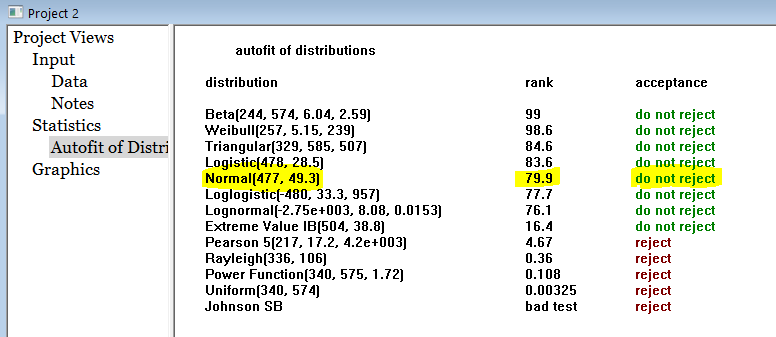 Project 2
Project Views
Input
Data
Notes
Statistics
Autofit of Distri
Graphics
autofit of distributions
distribution rank acceptance
Beta(244, 574, 6.04, 2.59) 99 do not reject
Weibull(257, 5.15, 239) 98.6 do not reject
Triangular(329, 585, 507) 84.6 do not reject
Logistic(478, 28.5) 83.6 do not reject
Normal(477, 49.3) 79.9 do not reject
Loglogistic(-480, 33.3, 957) 77.7 do not reject
Lognormal(-2.75e+003, 8.08, 0.0153) 76.1 do not reject
Extreme Value IB(504, 38.8) 16.4 do not reject
Pearson 5(217, 17.2, 4.2e+003) 4.67 reject
Rayleigh(336, 106) 0.36 reject
Power Function(340, 575, 1.72) 0.108 reject
Uniform(340, 574) 0.00325 reject
Johnson SB bad test reject